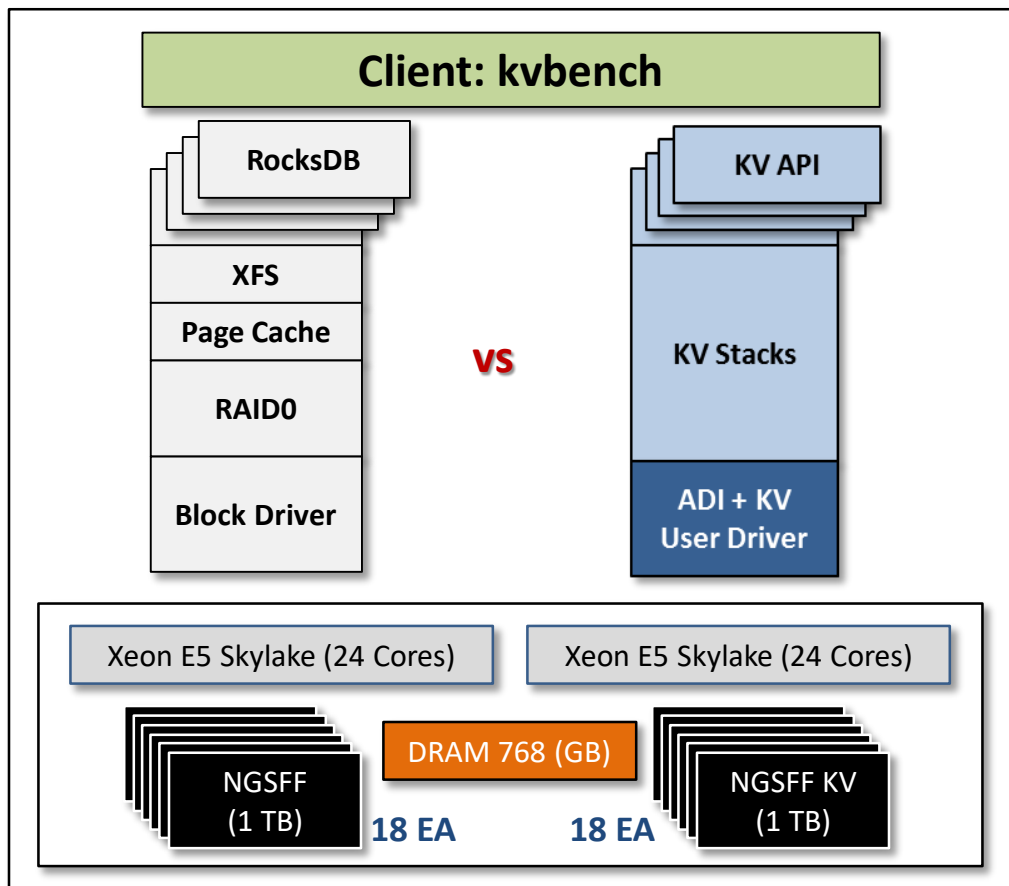 Client: kvbench
RocksDB
XFS
Page Cache
RAID0
Block Driver
vs
KV API
KV Stacks
ADI + KV
User Driver
Xeon E5 Skylake (24 Cores)
Xeon E5 Skylake (24 Cores)
NGSFF
(1 TB)
18 EA
DRAM 768 (GB)
18 EA
NGSFF KV
(1 TB)